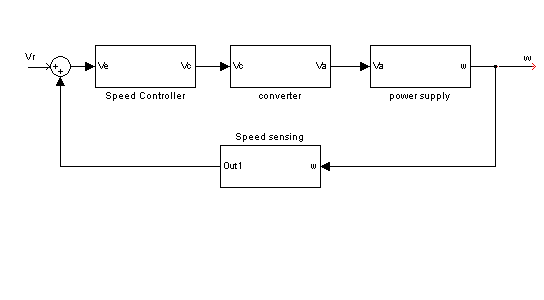 Vr
+
+
Ve
Vc
Speed Controller
Vc
Va
converter
Va
w
power supply
w
Speed sensing
Out1
w